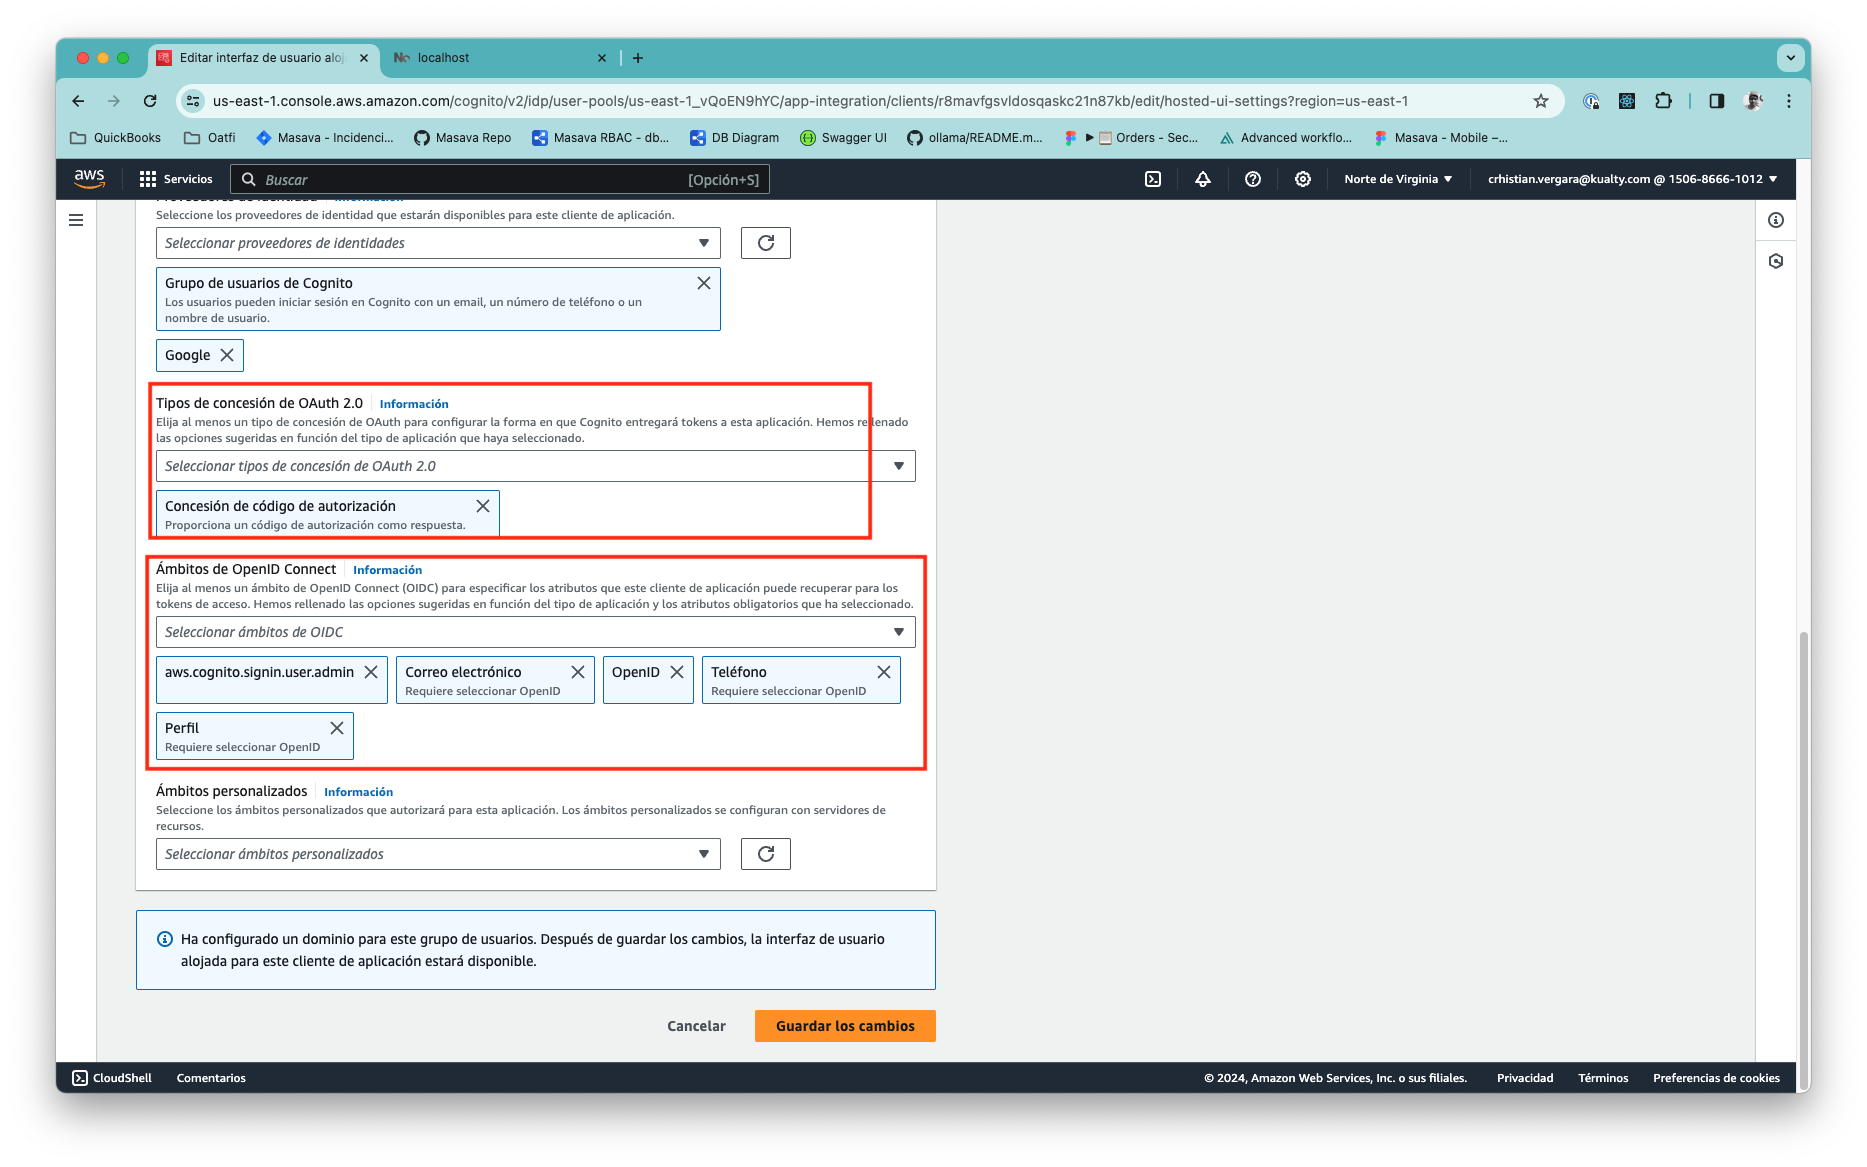 Editar interfaz de usuario aloj
localhost
us-east-1.console.aws.amazon.com/cognito/v2/idp/user-pools/us-east-1_vQoEN9hYC/app-integration/clients/r8mavfgsvldosqaskc21n87kb/edit/hosted-ui-settings?region=us-east-1
QuickBooks
Oatfi
Masava - Incidenci...
Masava Repo
Masava RBAC - db...
DB Diagram
Swagger UI
ollama/README.m...
Orders - Sec...
Advanced workflo...
Masava - Mobile –...
aws
Servicios
Buscar
[Opción+S]
Norte de Virginia
crhistian.vergara@kualty.com @ 1506-8666-1012
Proveedores de identidad Información
Seleccione los proveedores de identidad que estarán disponibles para este cliente de aplicación.
Seleccionar proveedores de identidades
Grupo de usuarios de Cognito
Los usuarios pueden iniciar sesión en Cognito con un email, un número de teléfono o un
nombre de usuario.
Google
Tipos de concesión de OAuth 2.0 Información
Elija al menos un tipo de concesión de OAuth para configurar la forma en que Cognito entregará tokens a esta aplicación. Hemos rellenado
las opciones sugeridas en función del tipo de aplicación que haya seleccionado.
Seleccionar tipos de concesión de OAuth 2.0
Concesión de código de autorización
Proporciona un código de autorización como respuesta.
Ámbitos de OpenID Connect Información
Elija al menos un ámbito de OpenID Connect (OIDC) para especificar los atributos que este cliente de aplicación puede recuperar para los
tokens de acceso. Hemos rellenado las opciones sugeridas en función del tipo de aplicación y los atributos obligatorios que ha seleccionado.
Seleccionar ámbitos de OIDC
aws.cognito.signin.user.admin
Correo electrónico
Requiere seleccionar OpenID
OpenID
Teléfono
Requiere seleccionar OpenID
Perfil
Requiere seleccionar OpenID
Ámbitos personalizados Información
Seleccione los ámbitos personalizados que autorizará para esta aplicación. Los ámbitos personalizados se configuran con servidores de
recursos.
Seleccionar ámbitos personalizados
Ha configurado un dominio para este grupo de usuarios. Después de guardar los cambios, la interfaz de usuario
alojada para este cliente de aplicación estará disponible.
Cancelar
Guardar los cambios
CloudShell
Comentarios
© 2024, Amazon Web Services, Inc. o sus filiales.
Privacidad
Términos
Preferencias de cookies